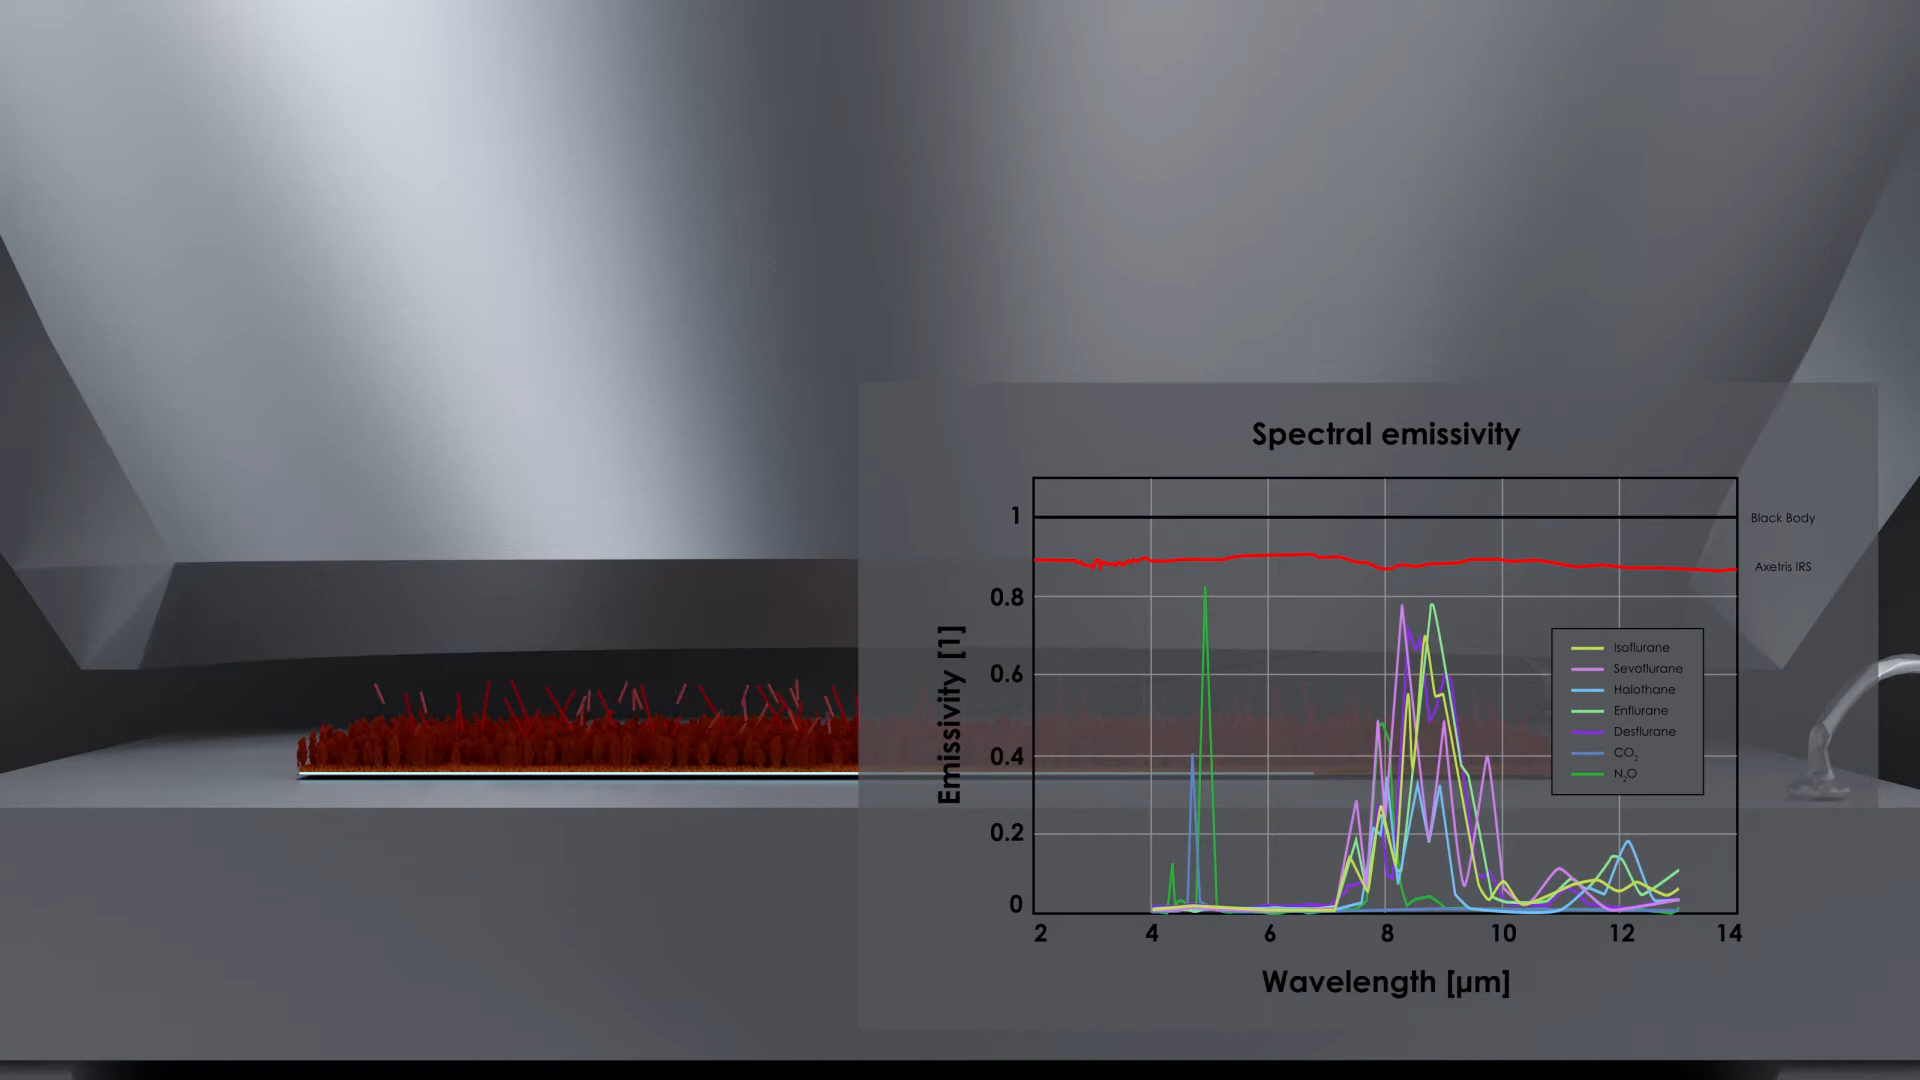 Spectral emissivity
1
Black Body
Axetris IRS
0.8
0.6
0.4
0.2
0
Emissivity [1]
Isoflurane
Sevoflurane
Halothane
Enflurane
Desflurane
CO₂
N₂O
2 4 6 8 10 12 14
Wavelength [µm]